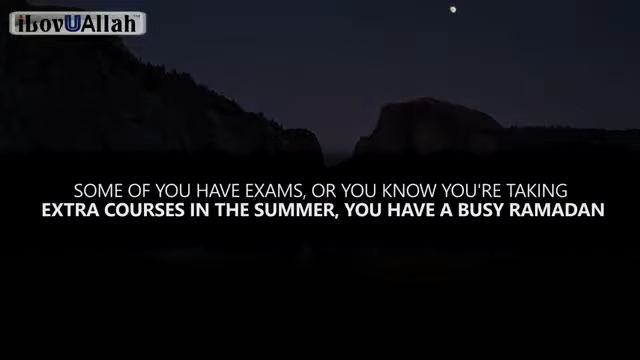 iLovUAllah
SOME OF YOU HAVE EXAMS, OR YOU KNOW YOU'RE TAKING
EXTRA COURSES IN THE SUMMER, YOU HAVE A BUSY RAMADAN